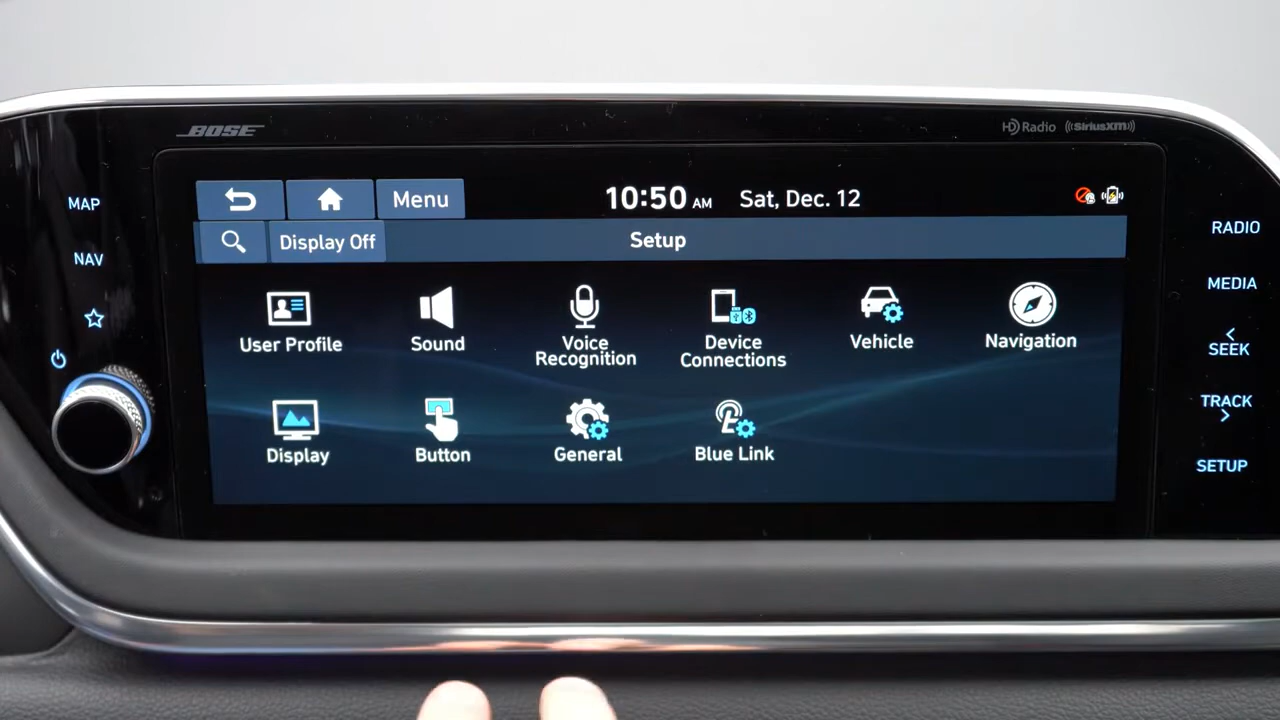 BOSE
HD Radio ((SiriusXM))
MAP
NAV
Menu
10:50 AM Sat, Dec. 12
Display Off
Setup
User Profile
Sound
Voice
Recognition
Device
Connections
Vehicle
Navigation
Display
Button
General
Blue Link
RADIO
MEDIA
<
SEEK
TRACK
>
SETUP